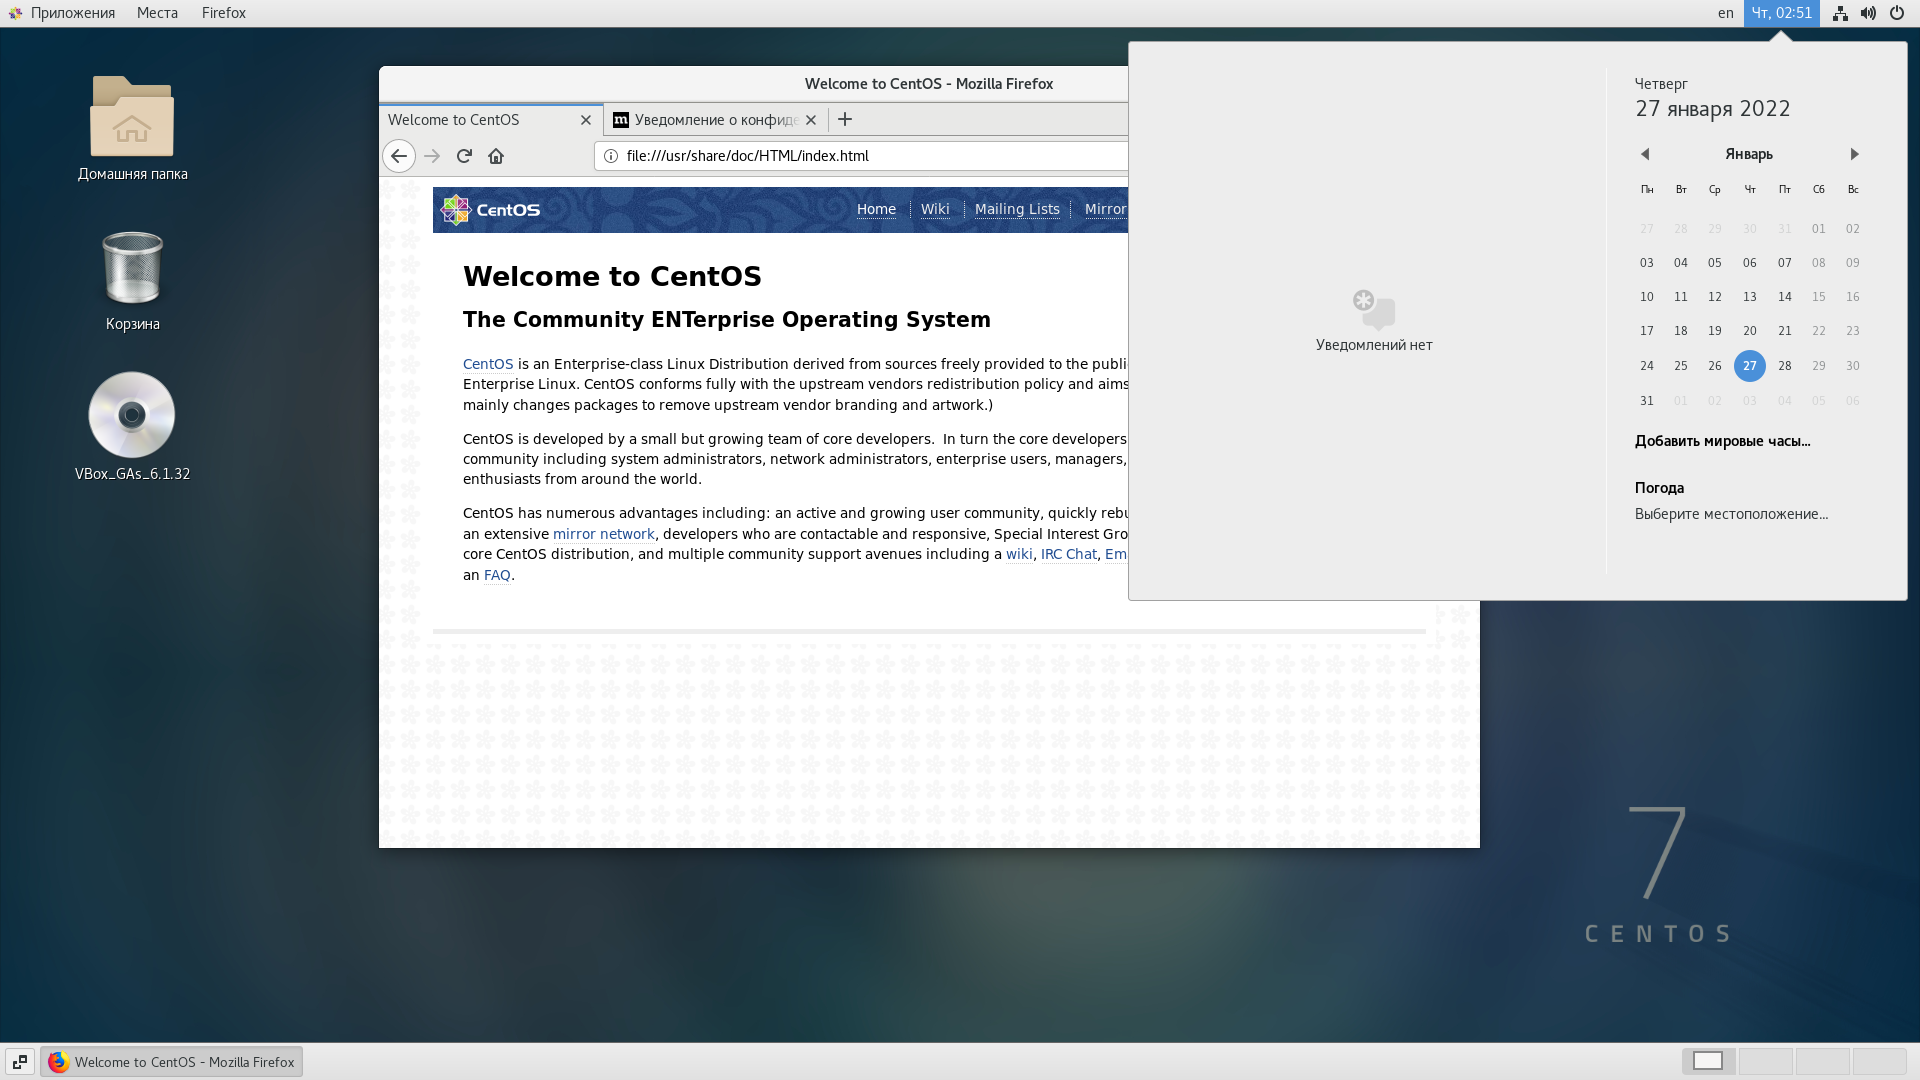 Приложения Места Firefox
en Чт, 02:51
Домашняя папка
Корзина
VBox_GAs_6.1.32
Welcome to CentOS - Mozilla Firefox
Welcome to CentOS
Уведомление о конфиде
file:///usr/share/doc/HTML/index.html
CentOS
Home Wiki Mailing Lists Mirror
Welcome to CentOS
The Community ENTerprise Operating System
CentOS is an Enterprise-class Linux Distribution derived from sources freely provided to the publi
Enterprise Linux. CentOS conforms fully with the upstream vendors redistribution policy and aims
mainly changes packages to remove upstream vendor branding and artwork.)
CentOS is developed by a small but growing team of core developers. In turn the core developers
community including system administrators, network administrators, enterprise users, managers,
enthusiasts from around the world.
CentOS has numerous advantages including: an active and growing user community, quickly rebu
an extensive mirror network, developers who are contactable and responsive, Special Interest Gro
core CentOS distribution, and multiple community support avenues including a wiki, IRC Chat, Em
an FAQ.
Уведомлений нет
Четверг
27 января 2022
Январь
Пн Вт Ср Чт Пт Сб Вс
27 28 29 30 31 01 02
03 04 05 06 07 08 09
10 11 12 13 14 15 16
17 18 19 20 21 22 23
24 25 26 27 28 29 30
31 01 02 03 04 05 06
Добавить мировые часы...
Погода
Выберите местоположение...
7
CENTOS
Welcome to CentOS - Mozilla Firefox